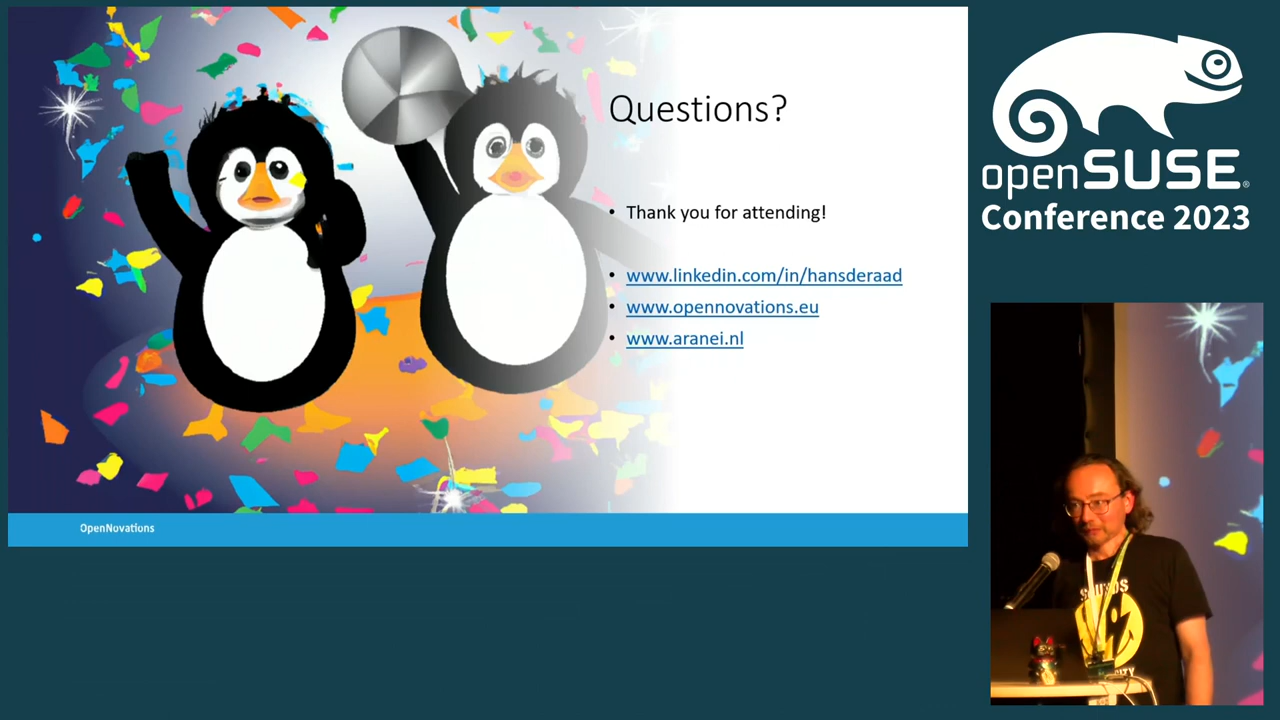 Questions?
• Thank you for attending!
• www.linkedin.com/in/hansderaad
• www.opennovations.eu
• www.aranei.nl
OpenNovations
openSUSE®
Conference 2023